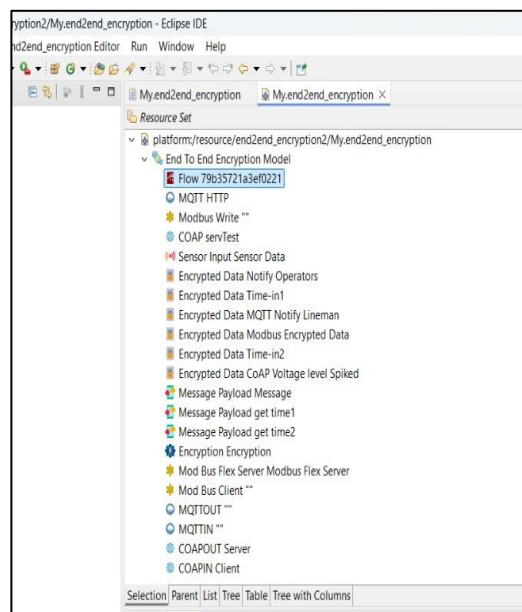 ryption2/My.end2end_encryption - Eclipse IDE
nd2end_encryption Editor Run Window Help
My.end2end_encryption My.end2end_encryption
Resource Set
platform:/resource/end2end_encryption2/My.end2end_encryption
End To End Encryption Model
Flow 79b35721a3ef0221
MQTT HTTP
Modbus Write ""
COAP servTest
Sensor Input Sensor Data
Encrypted Data Notify Operators
Encrypted Data Time-in1
Encrypted Data MQTT Notify Lineman
Encrypted Data Modbus Encrypted Data
Encrypted Data Time-in2
Encrypted Data CoAP Voltage level Spiked
Message Payload Message
Message Payload get time1
Message Payload get time2
Encryption Encryption
Mod Bus Flex Server Modbus Flex Server
Mod Bus Client ""
MQTTOUT ""
MQTTIN ""
COAPOUT Server
COAPIN Client
Selection Parent List Tree Table Tree with Columns